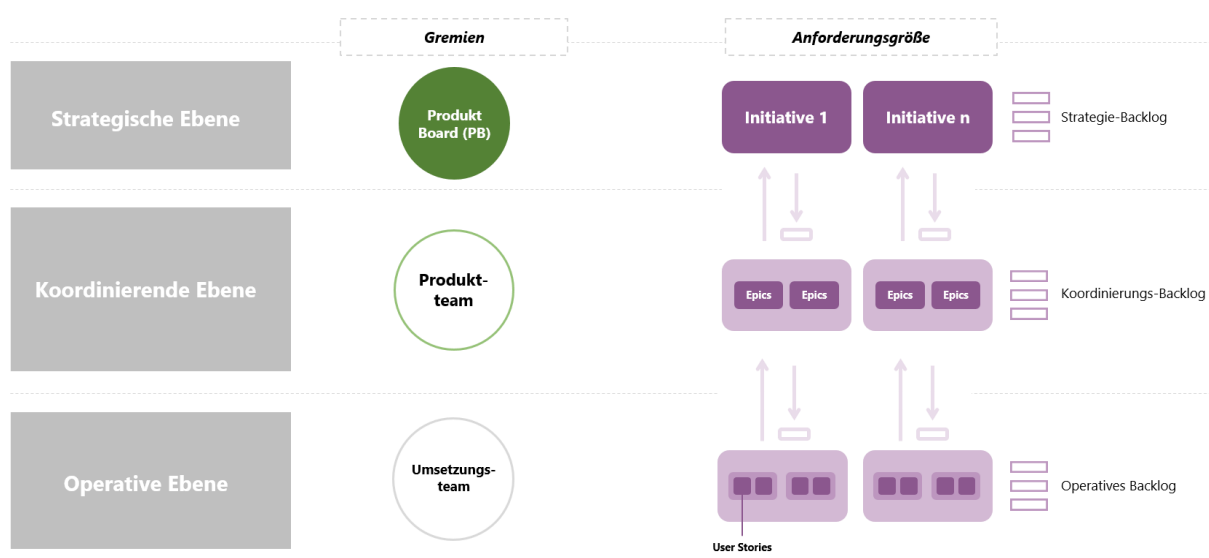 Gremien
Anforderungsgröße
Strategische Ebene
Produkt
Board (PB)
Initiative 1
Initiative n
Strategie-Backlog
Koordinierende Ebene
Produkt-
team
Epics
Epics
Epics
Epics
Koordinierungs-Backlog
Operative Ebene
Umsetzungs-
team
Operatives Backlog
User Stories